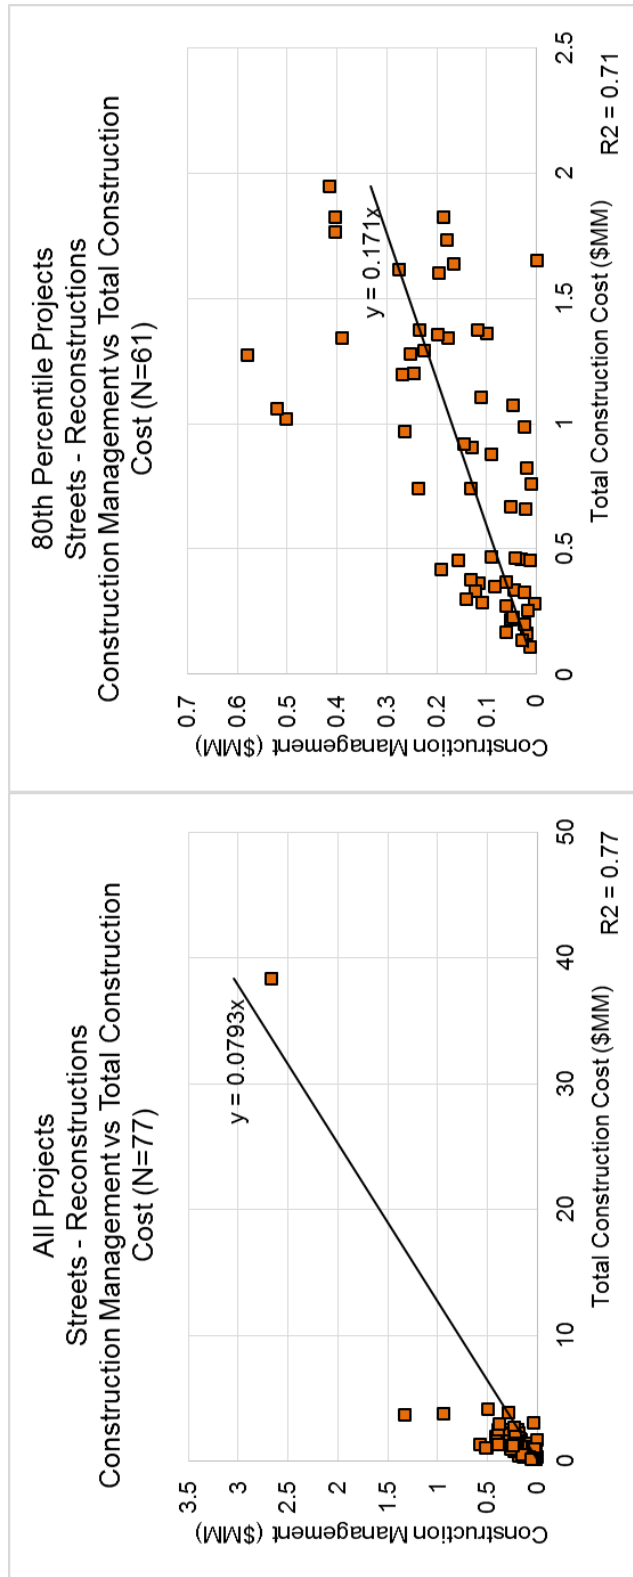 All Projects
Streets - Reconstructions
Construction Management vs Total Construction
Cost (N=77)
Construction Management ($MM)
3.5
3
2.5
2
1.5
1
0.5
0
y = 0.0793x
0
10
20
30
40
50
Total Construction Cost ($MM)
R2 = 0.77
80th Percentile Projects
Streets - Reconstructions
Construction Management vs Total Construction
Cost (N=61)
Construction Management ($MM)
0.7
0.6
0.5
0.4
0.3
0.2
0.1
0
y = 0.171x
0
0.5
1
1.5
2
2.5
Total Construction Cost ($MM)
R2 = 0.71